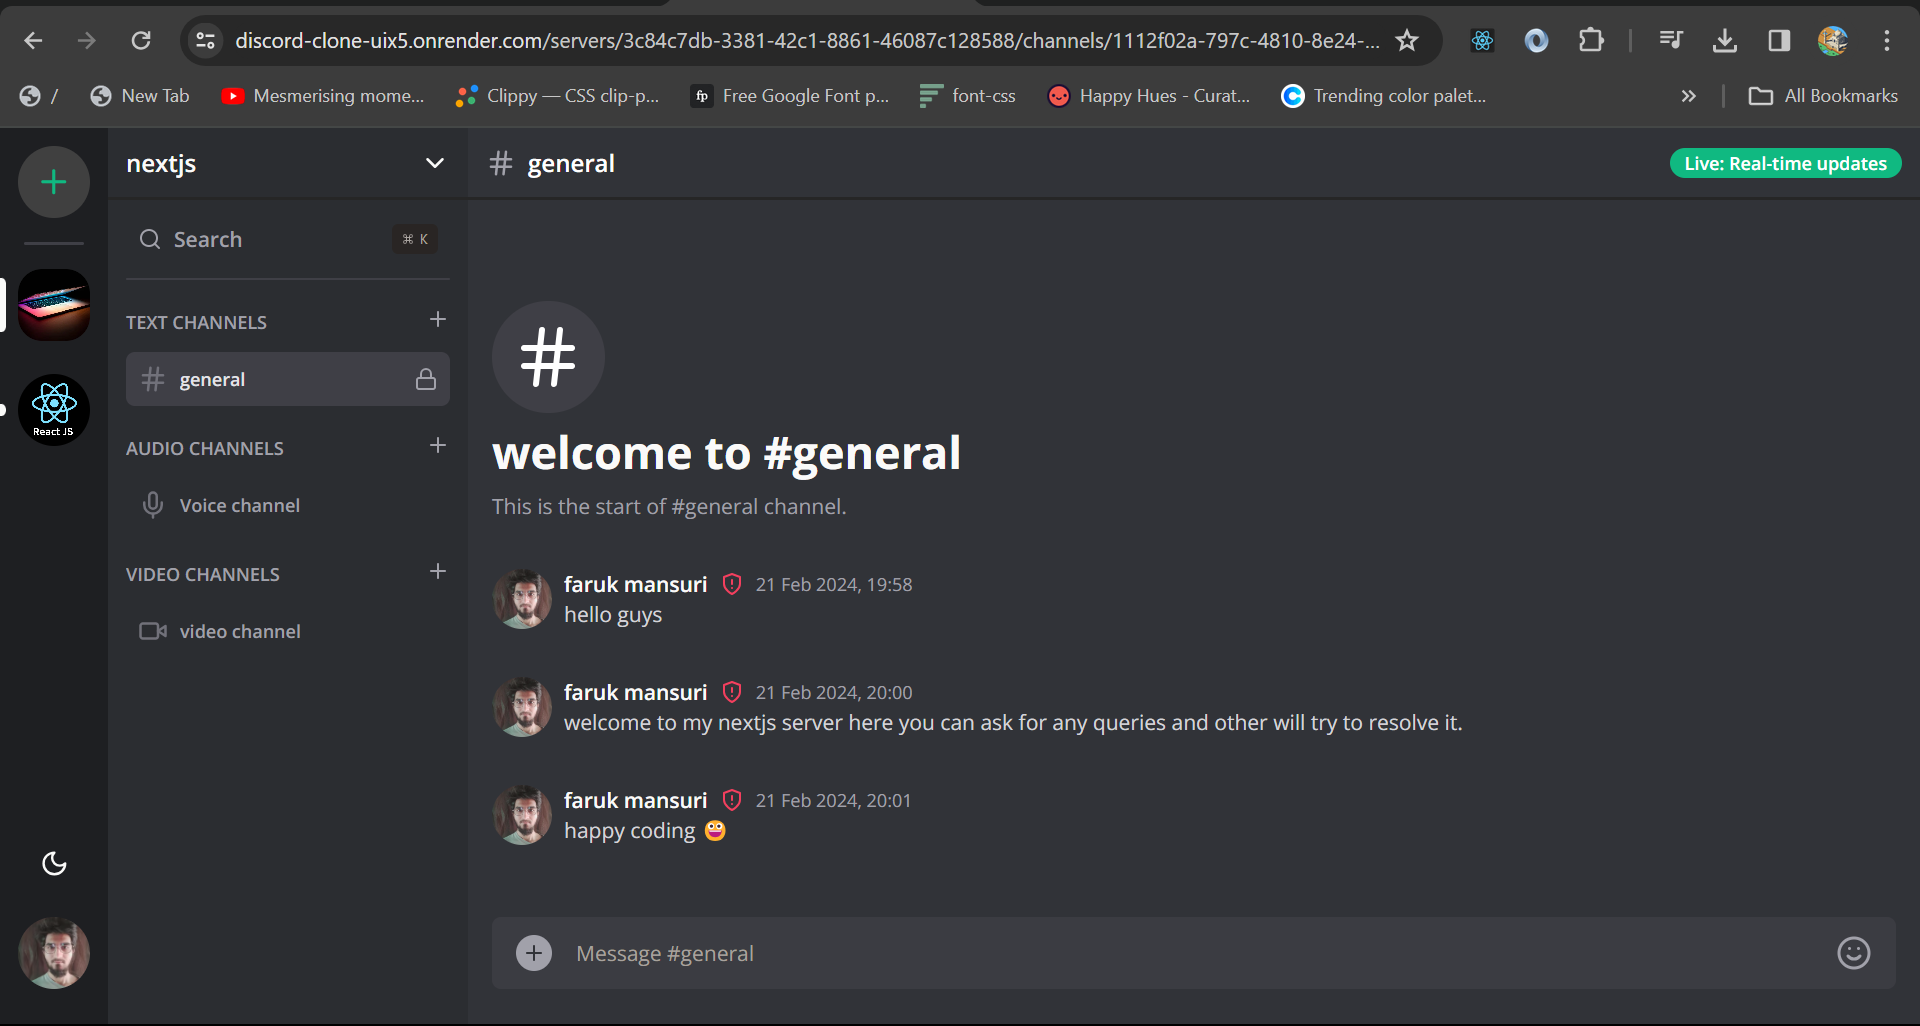 discord-clone-uix5.onrender.com/servers/3c84c7db-3381-42c1-8861-46087c128588/channels/1112f02a-797c-4810-8e24-...
/
New Tab
Mesmerising mome...
Clippy — CSS clip-p...
fp
Free Google Font p...
font-css
Happy Hues - Curat...
Trending color palet...
All Bookmarks
nextjs
# general
Live: Real-time updates
Search
⌘ K
TEXT CHANNELS
# general
React JS
AUDIO CHANNELS
Voice channel
VIDEO CHANNELS
video channel
#
welcome to #general
This is the start of #general channel.
faruk mansuri 21 Feb 2024, 19:58
hello guys
faruk mansuri 21 Feb 2024, 20:00
welcome to my nextjs server here you can ask for any queries and other will try to resolve it.
faruk mansuri 21 Feb 2024, 20:01
happy coding 😀
Message #general